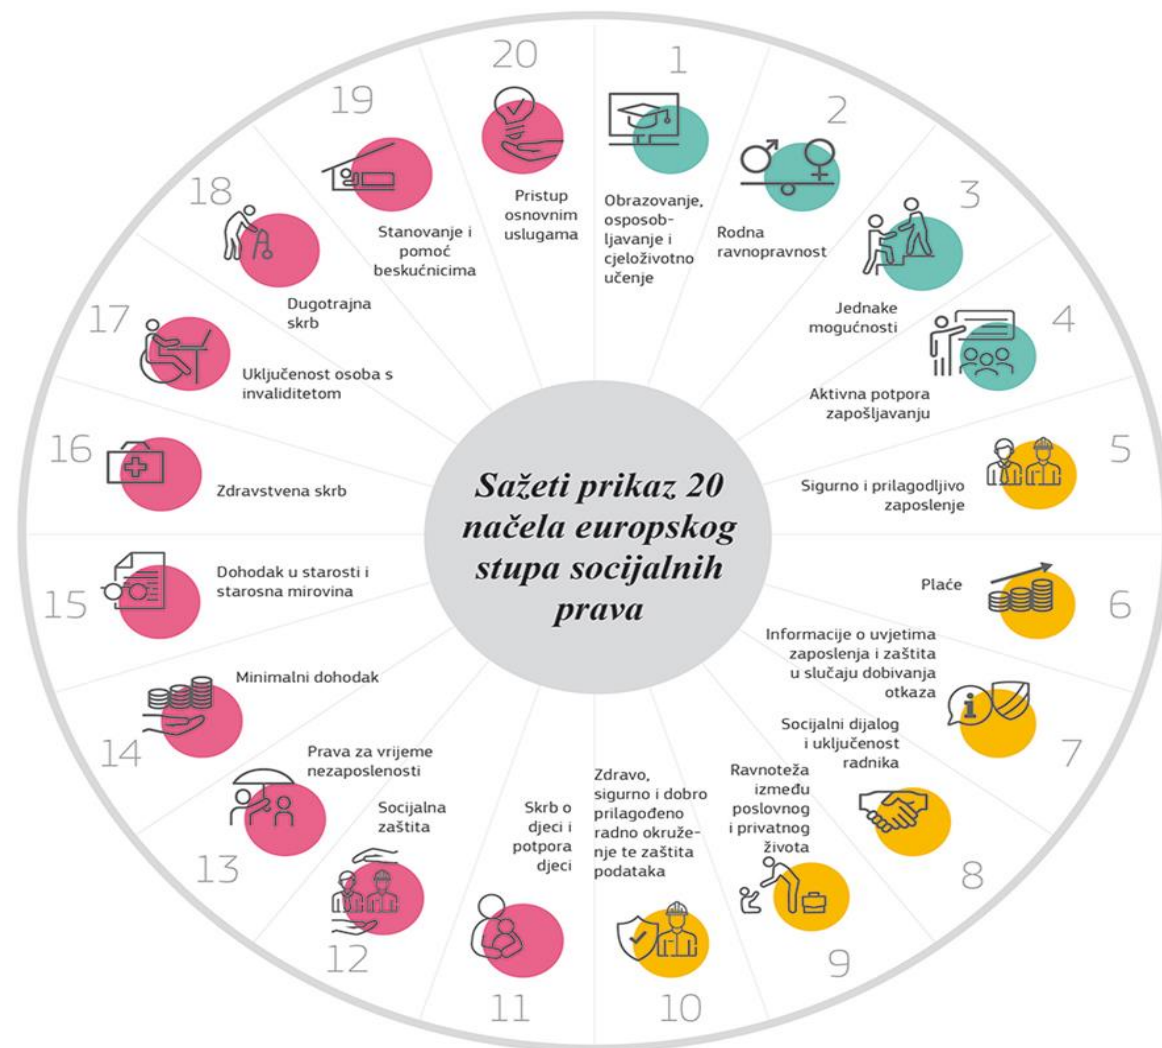 Sažeti prikaz 20
načela europskog
stupa socijalnih
prava
1
Obrazovanje,
osposob-
ljavanje i
cjeloživotno
učenje
2
Rodna
ravnopravnost
3
Jednake
mogućnosti
4
Aktivna potpora
zapošljavanju
5
Sigurno i prilagodljivo
zaposlenje
6
Plaće
7
Informacije o uvjetima
zaposlenja i zaštita
u slučaju dobivanja
otkaza
8
Socijalni dijalog
i uključenost
radnika
9
Ravnoteža
između
poslovnog
i privatnog
života
10
Zdravo,
sigurno i dobro
prilagođeno
radno okruže-
nje te zaštita
podataka
11
Skrb o
djeci i
potpora
djeci
12
Socijalna
zaštita
13
Prava za vrijeme
nezaposlenosti
14
Minimalni dohodak
15
Dohodak u starosti i
starosna mirovina
16
Zdravstvena skrb
17
Uključenost osoba s
invaliditetom
18
Dugotrajna
skrb
19
Stanovanje i
pomoć
beskućnicima
20
Pristup
osnovnim
uslugama